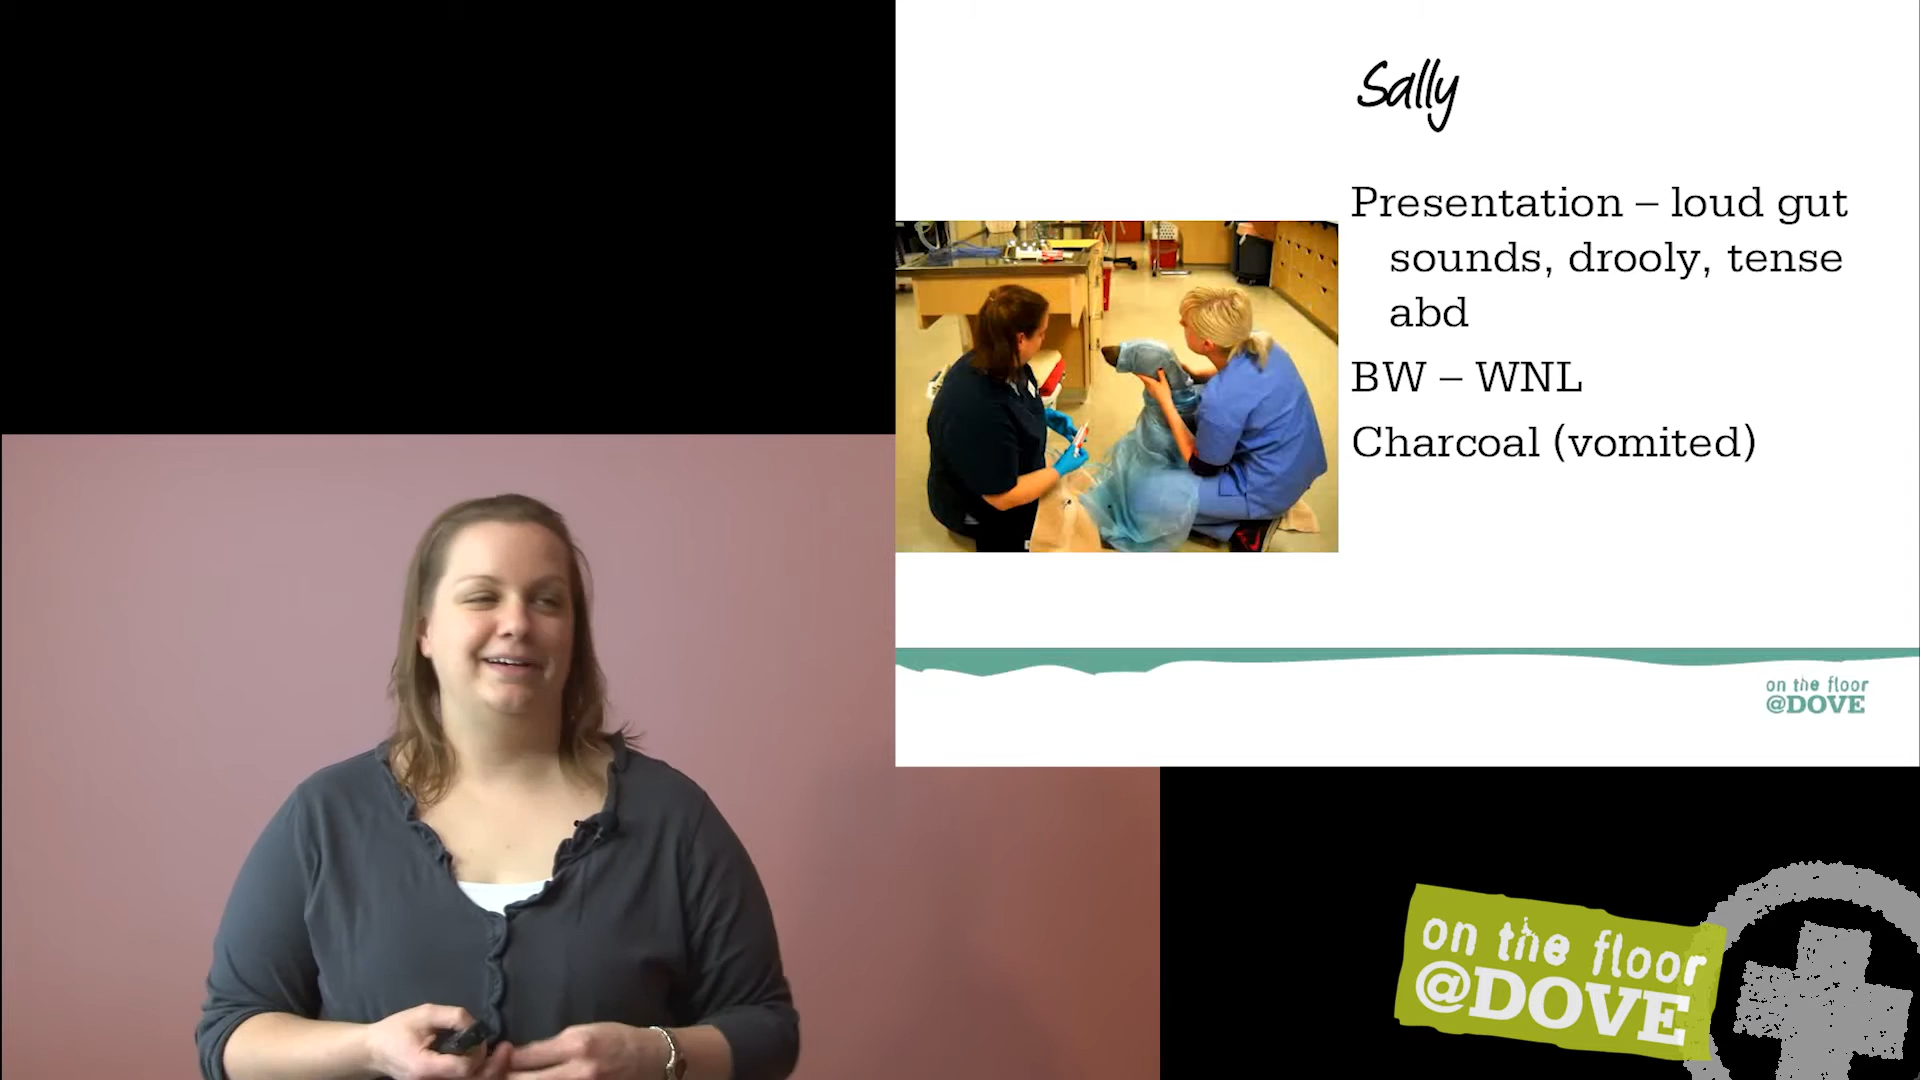 Sally
Presentation – loud gut
sounds, drooly, tense
abd
BW – WNL
Charcoal (vomited)
on the floor
@DOVE
on the floor
@DOVE